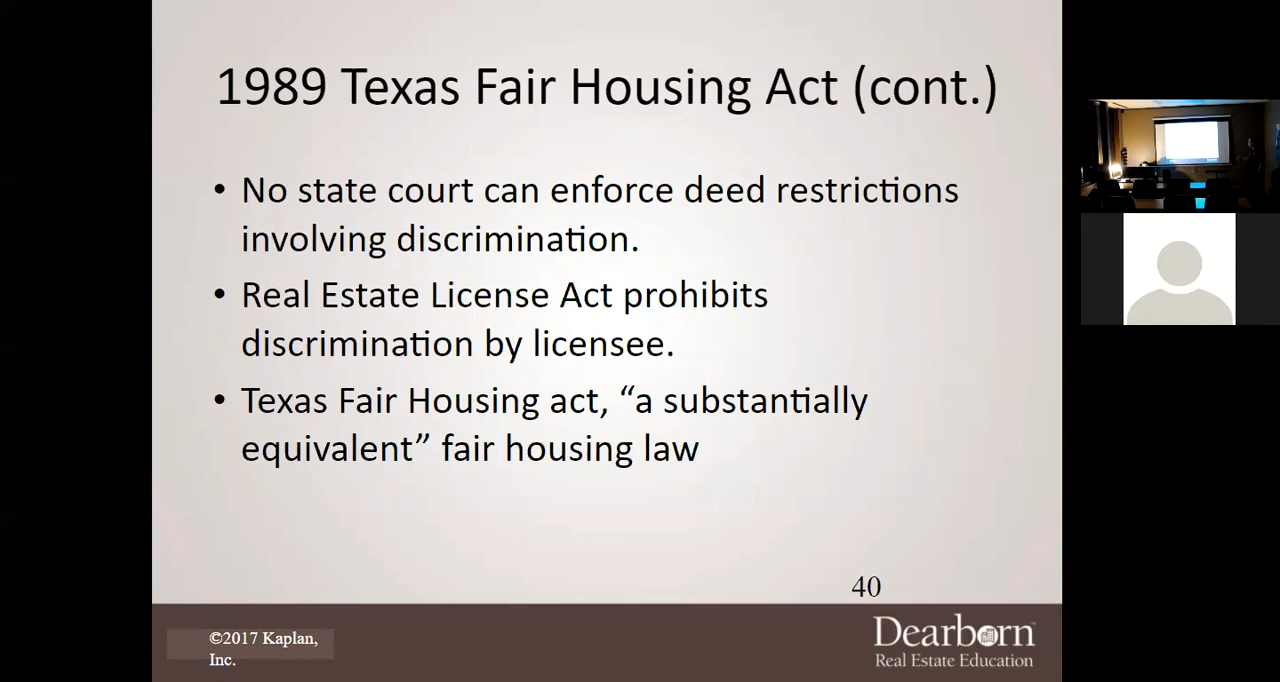 1989 Texas Fair Housing Act (cont.)
• No state court can enforce deed restrictions
involving discrimination.
• Real Estate License Act prohibits
discrimination by licensee.
• Texas Fair Housing act, “a substantially
equivalent” fair housing law
40
©2017 Kaplan,
Inc.
Dearborn™
Real Estate Education